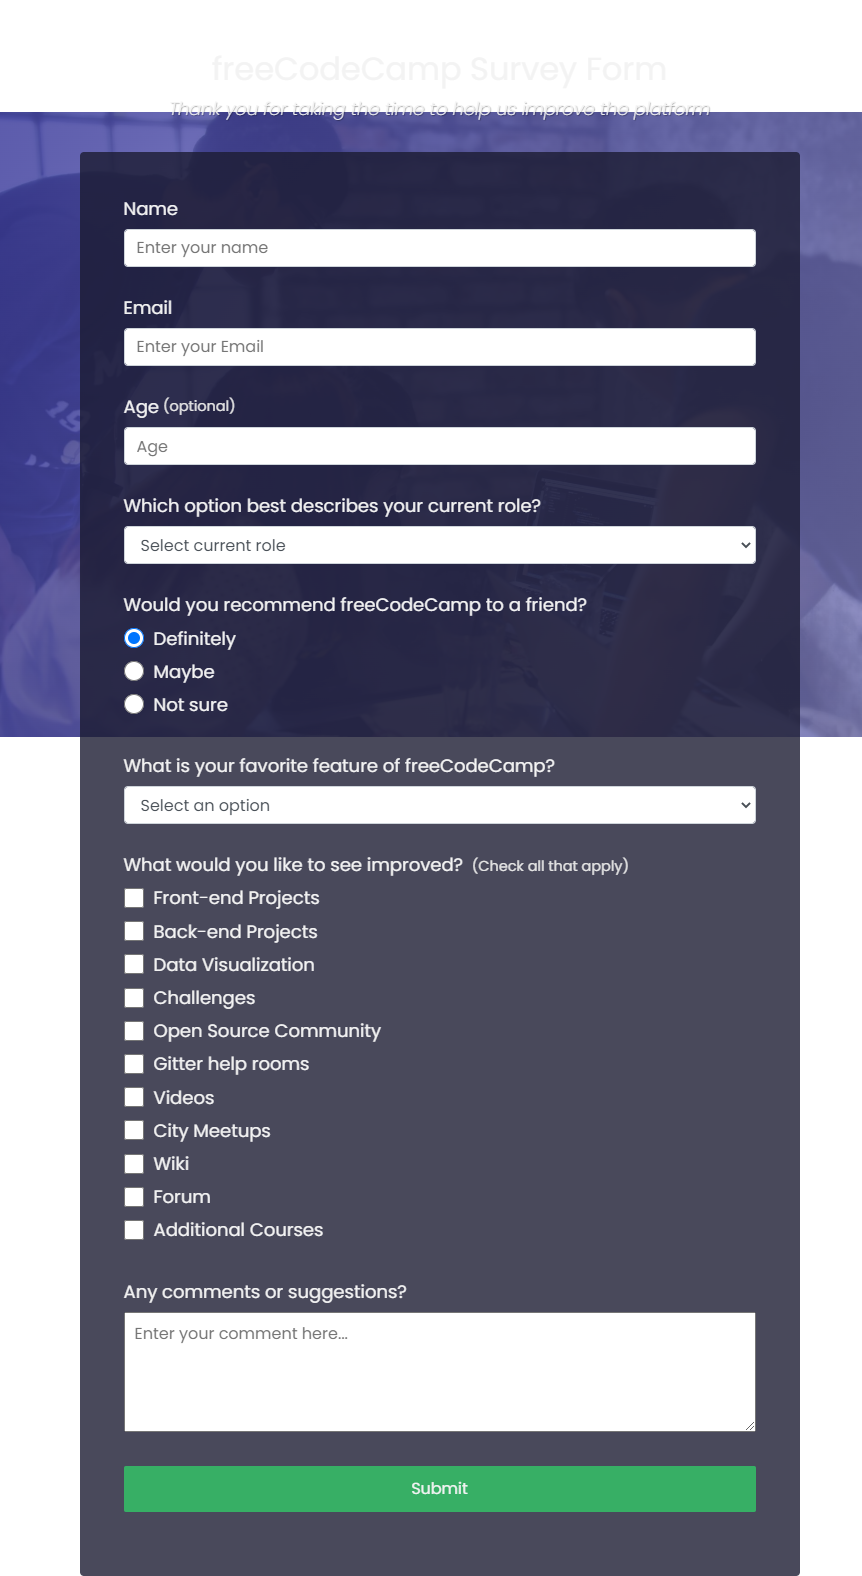 freeCodeCamp Survey Form
Thank you for taking the time to help us improve the platform
Name
Enter your name
Email
Enter your Email
Age (optional)
Age
Which option best describes your current role?
Select current role
Would you recommend freeCodeCamp to a friend?
Definitely
Maybe
Not sure
What is your favorite feature of freeCodeCamp?
Select an option
What would you like to see improved? (Check all that apply)
Front-end Projects
Back-end Projects
Data Visualization
Challenges
Open Source Community
Gitter help rooms
Videos
City Meetups
Wiki
Forum
Additional Courses
Any comments or suggestions?
Enter your comment here...
Submit